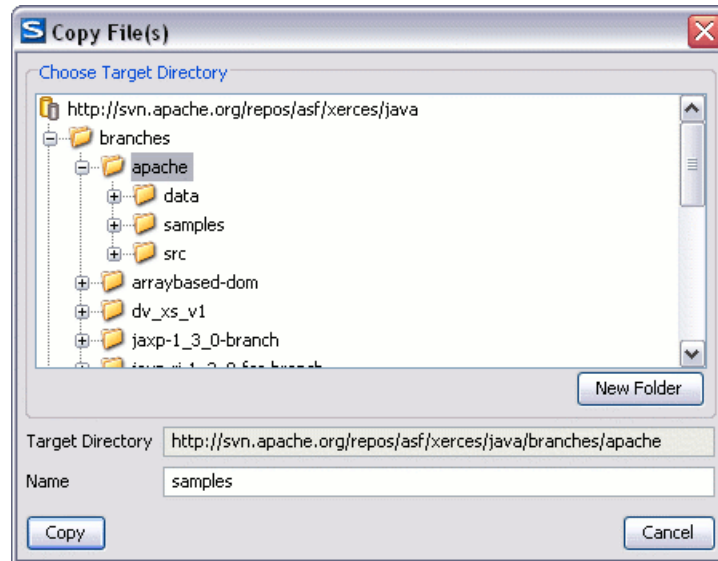 S Copy File(s)
Choose Target Directory
http://svn.apache.org/repos/asf/xerces/java
branches
apache
data
samples
src
arraybased-dom
dv_xs_v1
jaxp-1_3_0-branch
New Folder
Target Directory http://svn.apache.org/repos/asf/xerces/java/branches/apache
Name samples
Copy Cancel